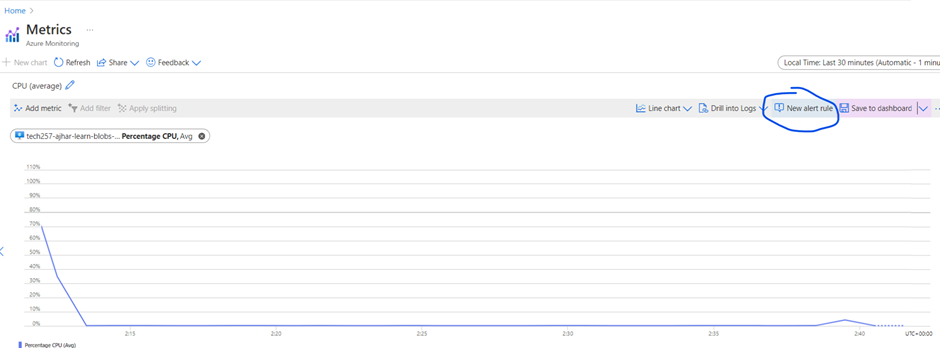 Home
Metrics ...
Azure Monitoring
New chart Refresh Share Feedback
Local Time: Last 30 minutes (Automatic - 1 minu
CPU (average)
Add metric Add filter Apply splitting Line chart Drill into Logs New alert rule Save to dashboard
tech257-ajhar-learn-blobs-... Percentage CPU, Avg
110%
100%
90%
80%
70%
60%
50%
40%
30%
20%
10%
0%
2:15 2:20 2:25 2:30 2:35 2:40 UTC+00:00
Percentage CPU (Avg)